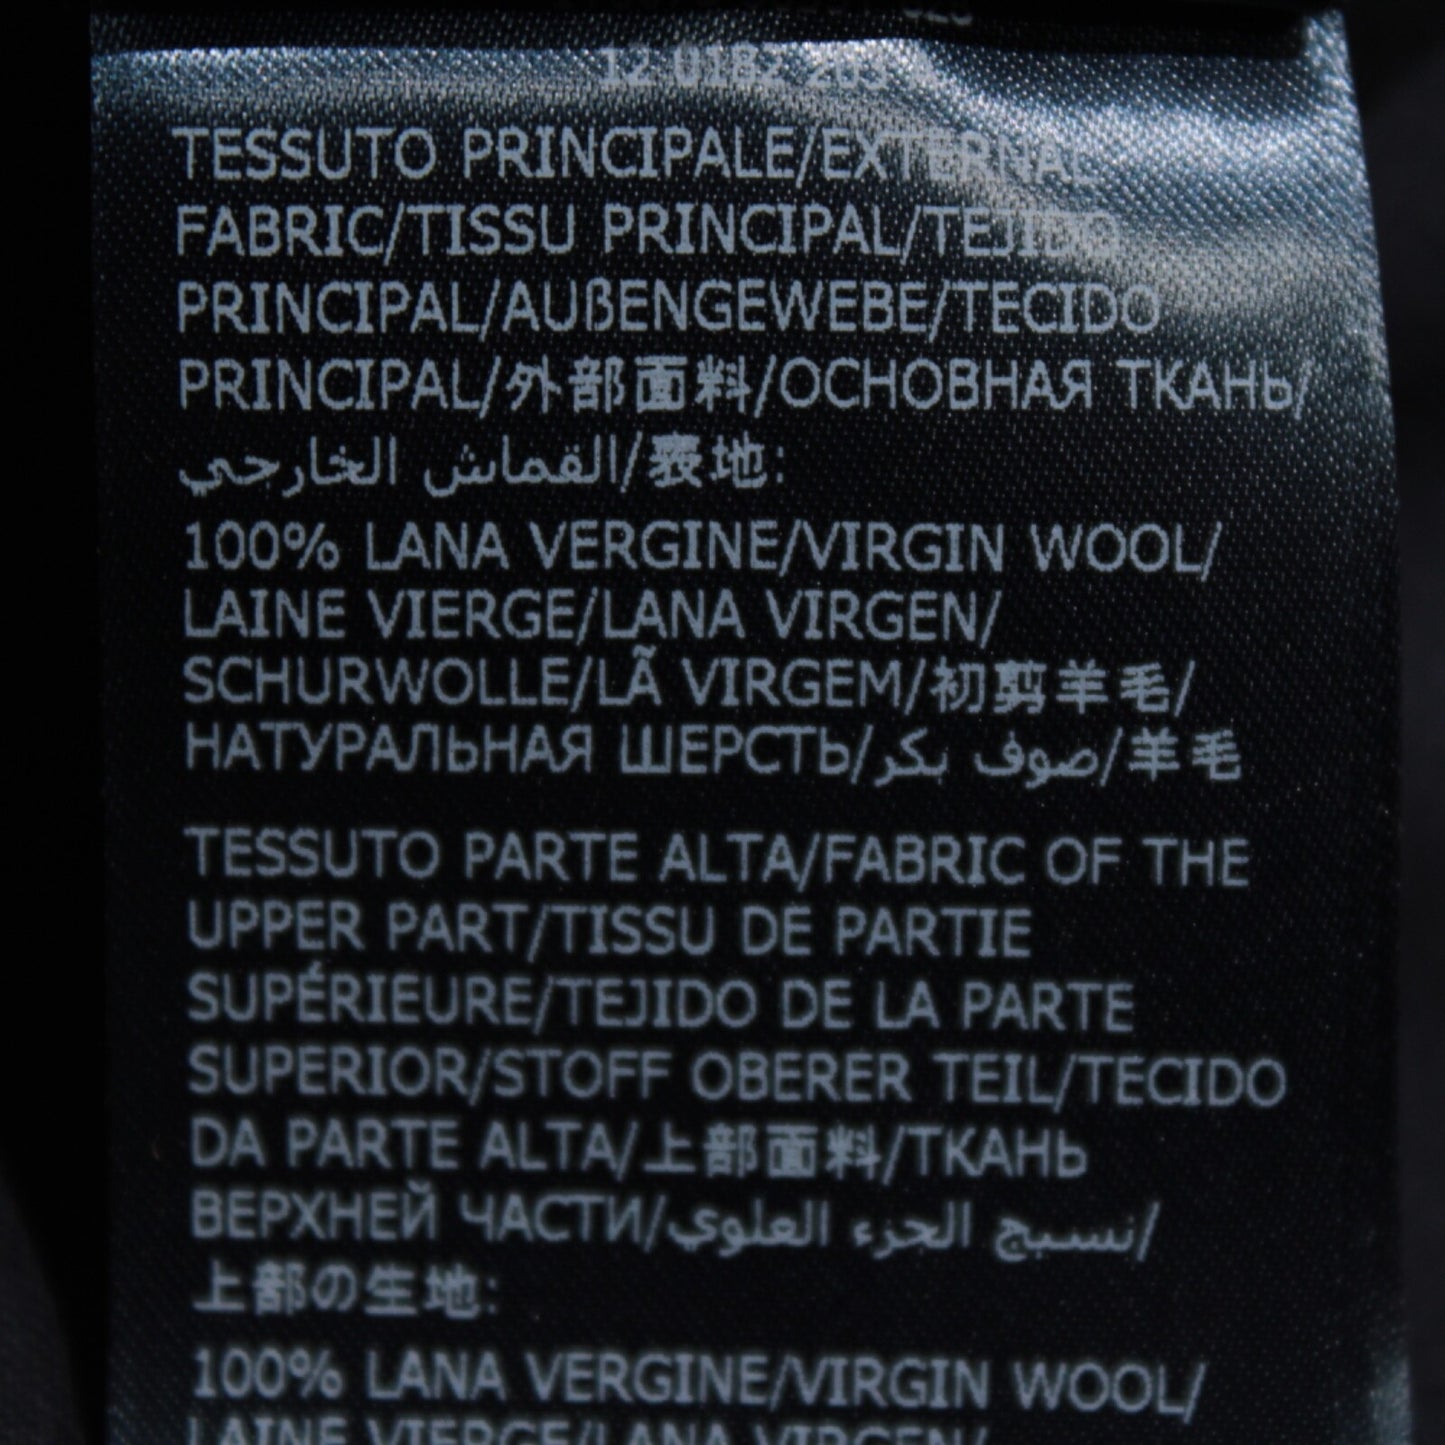 TESSUTO PRINCIPALE/EXTERNAL
FABRIC/TISSU PRINCIPAL/TEJIDO
PRINCIPAL/AUßENGEWEBE/TECIDO
PRINCIPAL/外部面料/ОСНОВНАЯ ТКАНЬ/
القماش الخارجي/表地:
100% LANA VERGINE/VIRGIN WOOL/
LAINE VIERGE/LANA VIRGEN/
SCHURWOLLE/LÃ VIRGEM/初剪羊毛/
НАТУРАЛЬНАЯ ШЕРСТЬ/صوف بكر/羊毛
TESSUTO PARTE ALTA/FABRIC OF THE
UPPER PART/TISSU DE PARTIE
SUPÉRIEURE/TEJIDO DE LA PARTE
SUPERIOR/STOFF OBERER TEIL/TECIDO
DA PARTE ALTA/上部面料/ТКАНЬ
ВЕРХНЕЙ ЧАСТИ/نسيج الجزء العلوي/
上部の生地:
100% LANA VERGINE/VIRGIN WOOL/
LAINE VIERGE/LANA VIRGEN/